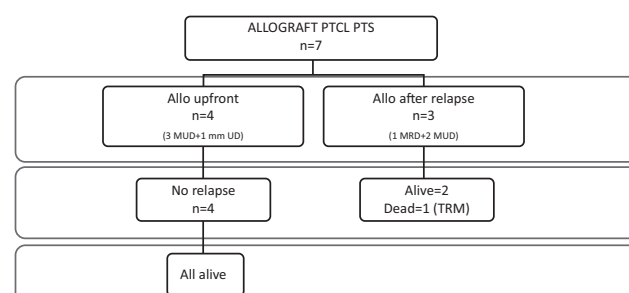 ALLOGRAFT PTCL PTS
n=7
Allo upfront
n=4
(3 MUD+1 mm UD)
Allo after relapse
n=3
(1 MRD+2 MUD)
No relapse
n=4
Alive=2
Dead=1 (TRM)
All alive